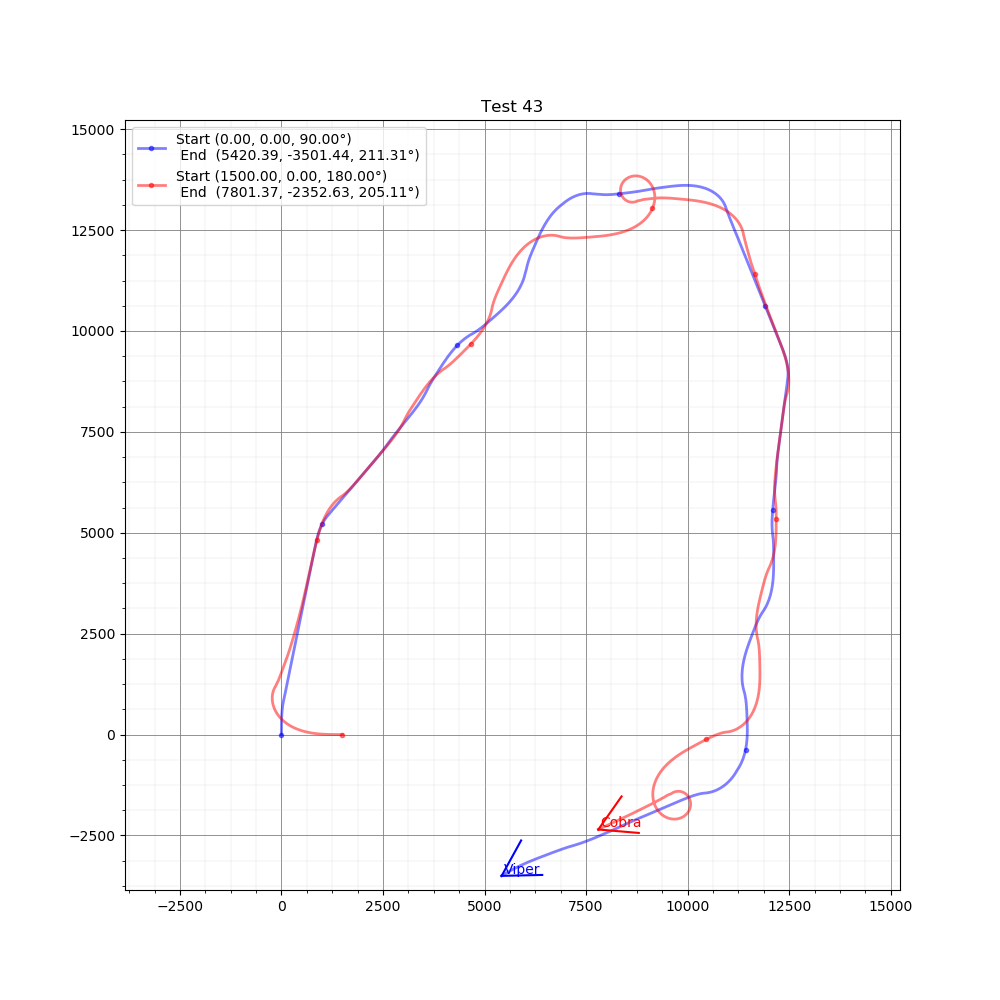 Test 43
Start (0.00, 0.00, 90.00°)
End (5420.39, -3501.44, 211.31°)
Start (1500.00, 0.00, 180.00°)
End (7801.37, -2352.63, 205.11°)
15000
12500
10000
7500
5000
2500
0
−2500
Cobra
Viper
−2500 0 2500 5000 7500 10000 12500 15000